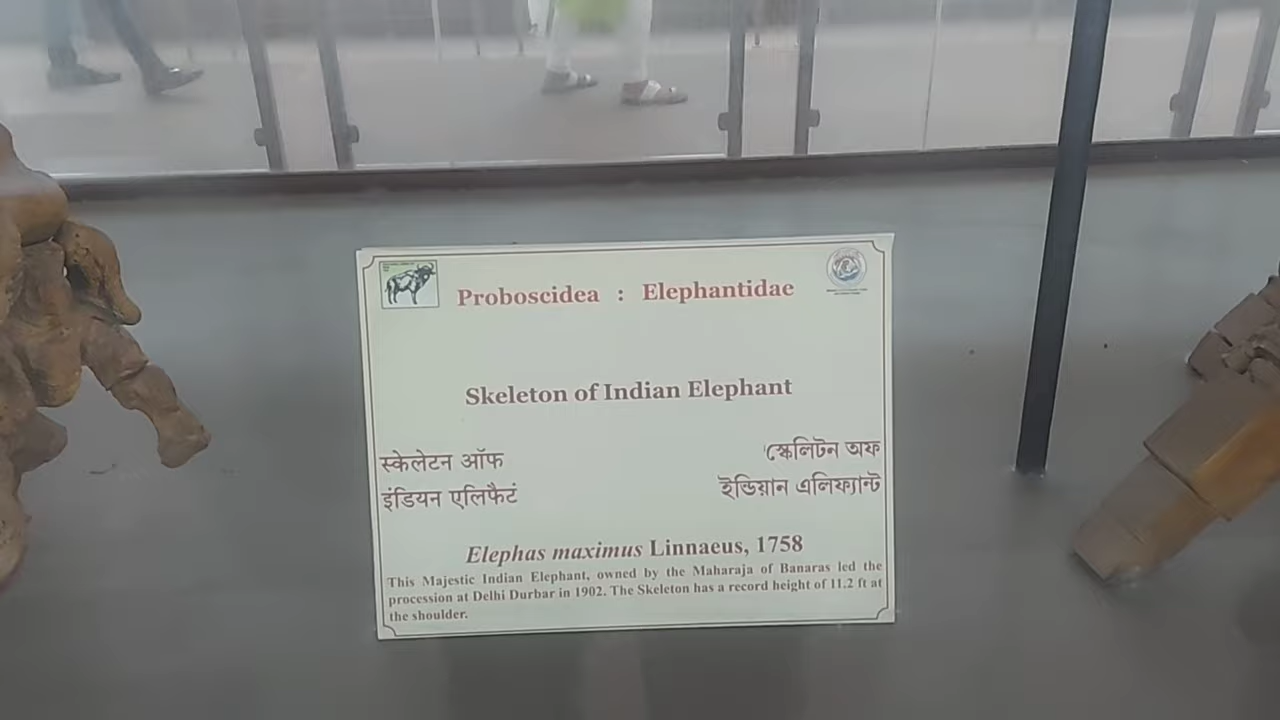 Proboscidea : Elephantidae
Skeleton of Indian Elephant
स्केलेटन ऑफ
इंडियन एलिफैटं
স্কেলিটন অফ
ইন্ডিয়ান এলিফ্যান্ট
Elephas maximus Linnaeus, 1758
This Majestic Indian Elephant, owned by the Maharaja of Banaras led the
procession at Delhi Durbar in 1902. The Skeleton has a record height of 11.2 ft at
the shoulder.